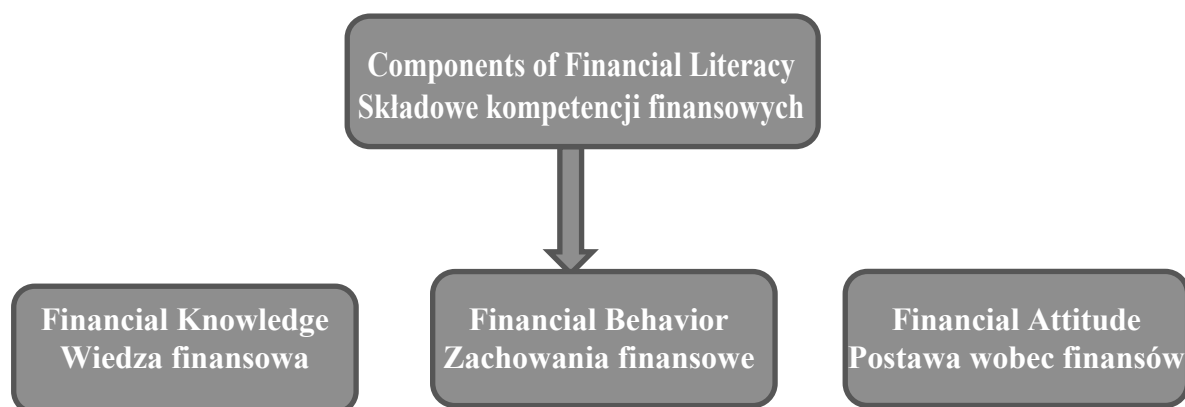 Components of Financial Literacy
Składowe kompetencji finansowych
Financial Knowledge
Wiedza finansowa
Financial Behavior
Zachowania finansowe
Financial Attitude
Postawa wobec finansów